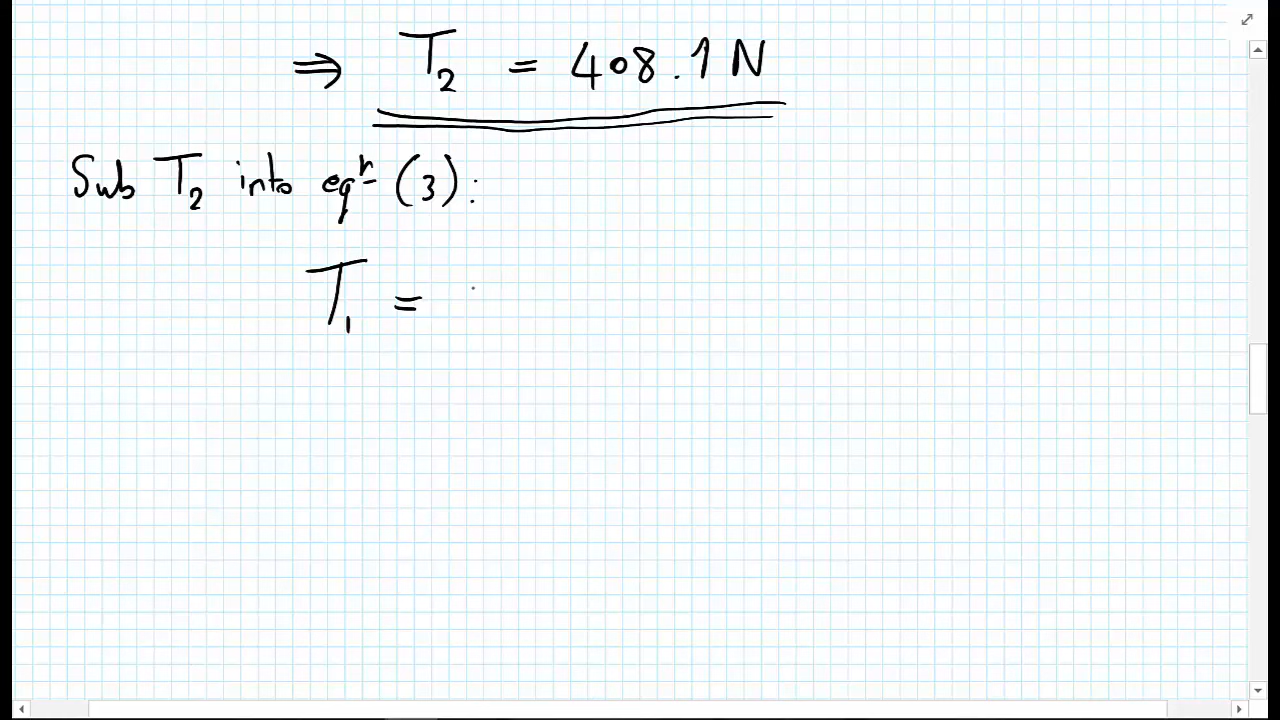 ⇒ T₂ = 408.1 N
Sub T₂ into eqⁿ (3):
T₁ =